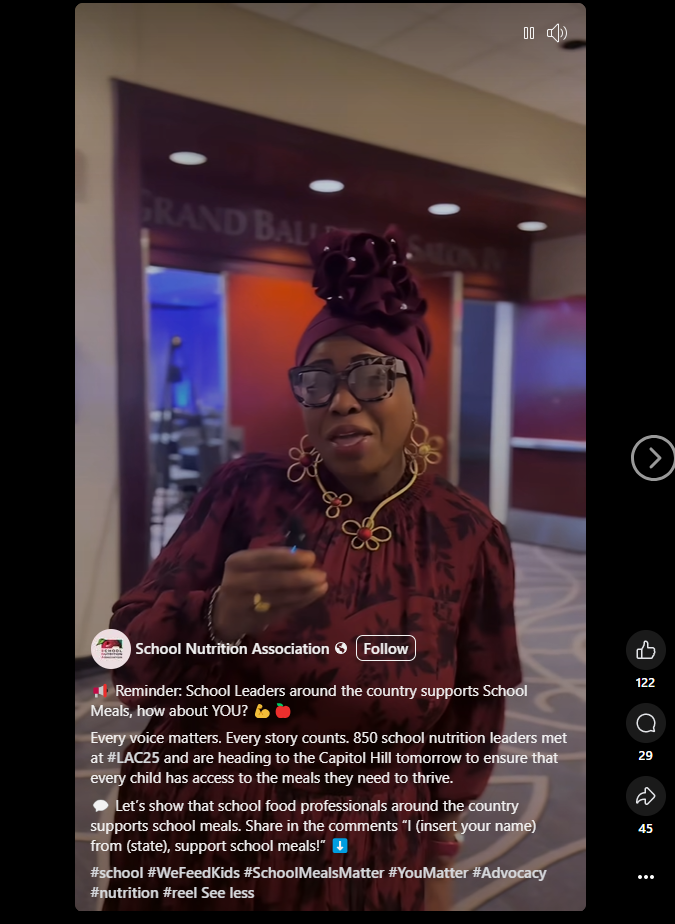 GRAND BALL
SALON IV
SCHOOL
NUTRITION
School Nutrition Association
Follow
📢 Reminder: School Leaders around the country supports School
Meals, how about YOU? 💪 🍎
Every voice matters. Every story counts. 850 school nutrition leaders met
at #LAC25 and are heading to the Capitol Hill tomorrow to ensure that
every child has access to the meals they need to thrive.
💬 Let’s show that school food professionals around the country
supports school meals. Share in the comments “I (insert your name)
from (state), support school meals!” ⬇️
#school #WeFeedKids #SchoolMealsMatter #YouMatter #Advocacy
#nutrition #reel See less
122
29
45